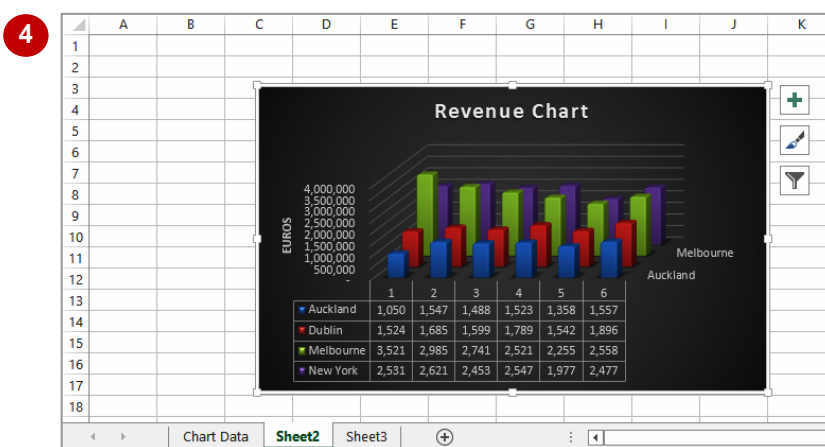 4
A B C D E F G H I J K
1
2
3
4
5
6
7
8
9
10
11
12
13
14
15
16
17
18
Revenue Chart
EUROS
4,000,000
3,500,000
3,000,000
2,500,000
2,000,000
1,500,000
1,000,000
500,000
-
Melbourne
Auckland
1 2 3 4 5 6
Auckland 1,050 1,547 1,488 1,523 1,358 1,557
Dublin 1,524 1,685 1,599 1,789 1,542 1,896
Melbourne 3,521 2,985 2,741 2,521 2,255 2,558
New York 2,531 2,621 2,453 2,547 1,977 2,477
Chart Data Sheet2 Sheet3